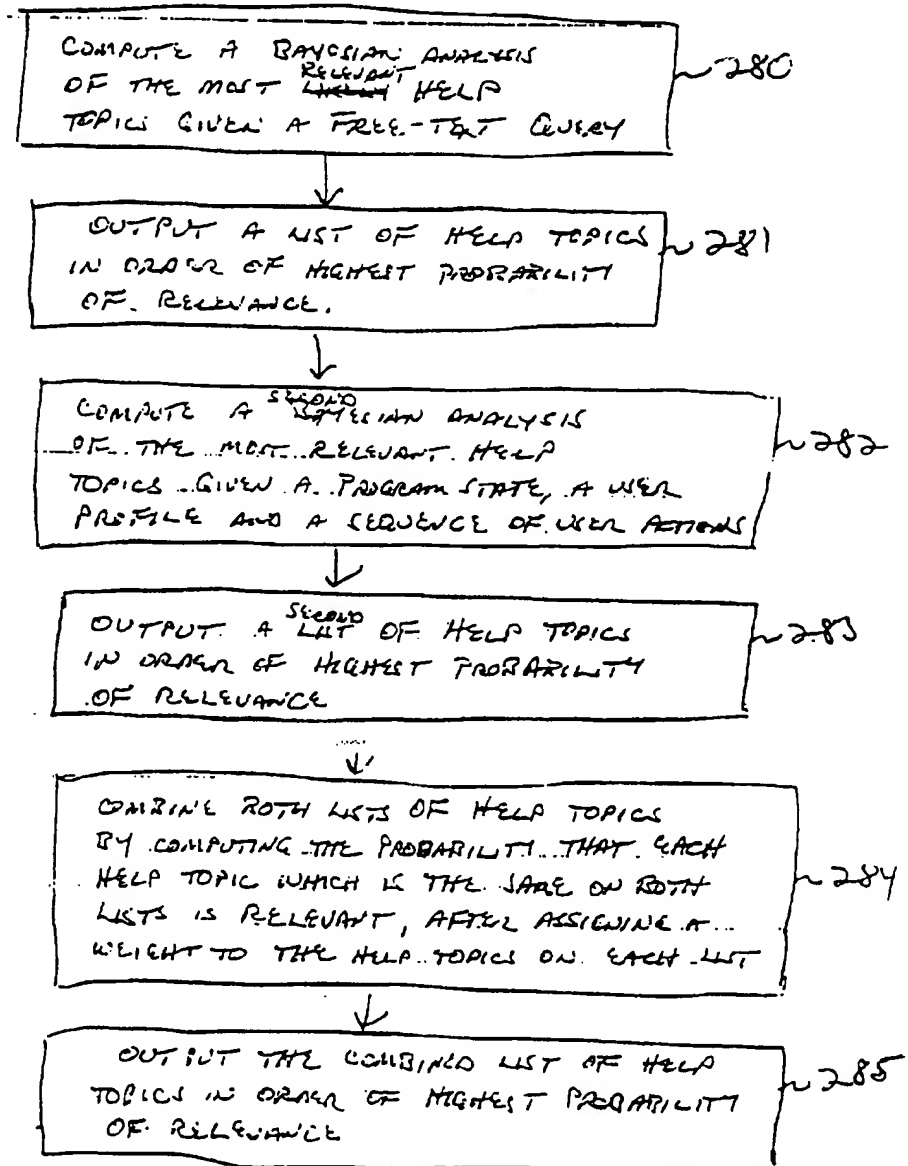 COMPUTE A BAYESIAN ANALYSIS
OF THE MOST RELEVANT HELP
TOPICS GIVEN A FREE-TEXT QUERY
280
OUTPUT A LIST OF HELP TOPICS
IN ORDER OF HIGHEST PROBABILITY
OF RELEVANCE.
281
COMPUTE A SECOND BAYESIAN ANALYSIS
OF THE MOST RELEVANT HELP
TOPICS GIVEN A PROGRAM STATE, A USER
PROFILE AND A SEQUENCE OF USER ACTIONS
282
OUTPUT A SECOND LIST OF HELP TOPICS
IN ORDER OF HIGHEST PROBABILITY
OF RELEVANCE
283
COMBINE BOTH LISTS OF HELP TOPICS
BY COMPUTING THE PROBABILITY THAT EACH
HELP TOPIC WHICH IS THE SAME ON BOTH
LISTS IS RELEVANT, AFTER ASSIGNING A
WEIGHT TO THE HELP TOPICS ON EACH LIST
284
OUTPUT THE COMBINED LIST OF HELP
TOPICS IN ORDER OF HIGHEST PROBABILITY
OF RELEVANCE
285